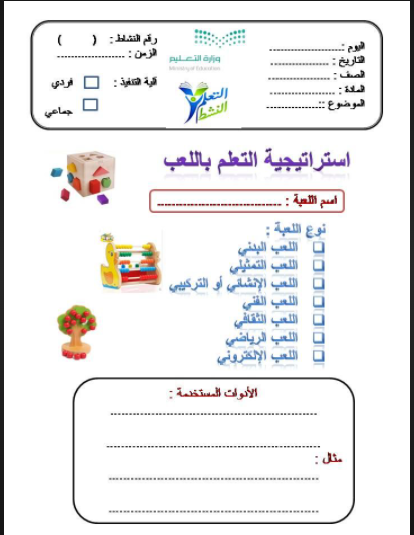 اليوم :....................
التاريخ : ....................
الصف : ....................
المادة : ....................
الموضوع ::....................
وزارة التعليم
Ministry of Education
التعلم
النشط
رقم النشاط : ( )
الزمن : ....................
آلية التنفيذ : فردي
جماعي
استراتيجية التعلم باللعب
اسم اللعبة : ........................................
نوع اللعبة :
اللعب البدني
اللعب التمثيلي
اللعب الإنشائي أو التركيبي
اللعب الفني
اللعب الثقافي
اللعب الرياضي
اللعب الإلكتروني
الأدوات المستخدمة :
............................................................
............................................................
مثال :
............................................................
............................................................